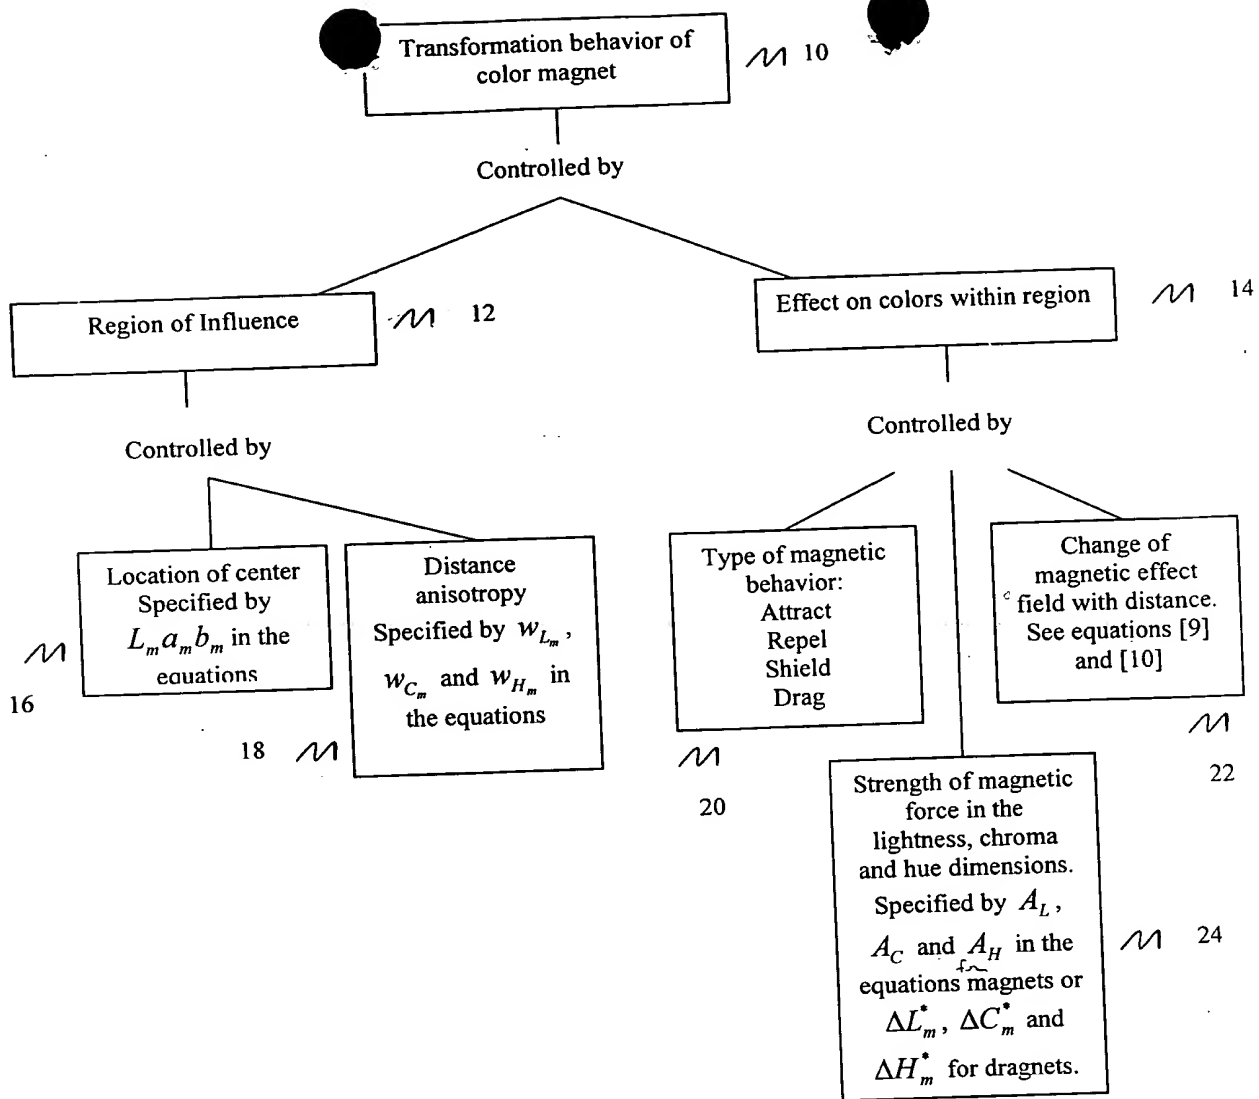 Transformation behavior of
color magnet
10
Controlled by
Region of Influence
12
Effect on colors within region
14
Controlled by
Controlled by
Location of center
Specified by
L_m a_m b_m in the
equations
16
Distance
anisotropy
Specified by w_{L_m},
w_{C_m} and w_{H_m} in
the equations
18
Type of magnetic
behavior:
Attract
Repel
Shield
Drag
20
Change of
magnetic effect
field with distance.
See equations [9]
and [10]
22
Strength of magnetic
force in the
lightness, chroma
and hue dimensions.
Specified by A_L,
A_C and A_H in the
for
equations magnets or
ΔL*_m, ΔC*_m and
ΔH*_m for dragnets.
24